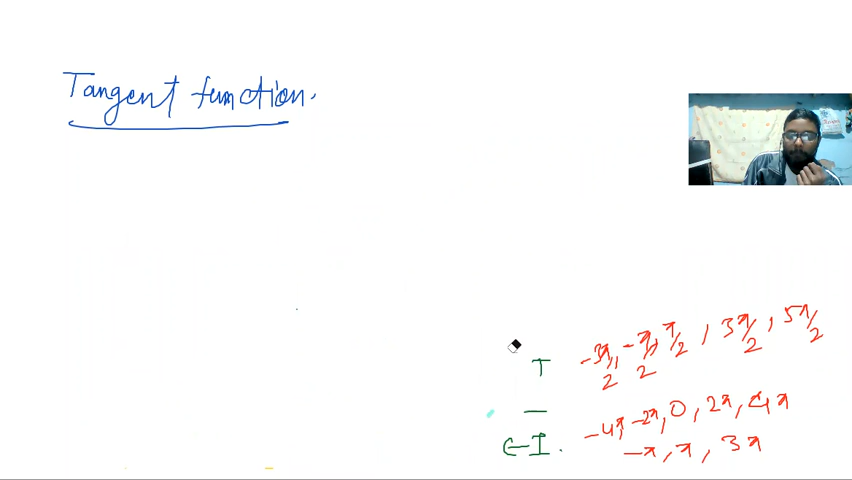 Tangent function.
-3π/2, -π/2, π/2, 3π/2, 5π/2
-4π, -2π, 0, 2π, 4π
-π, π, 3π